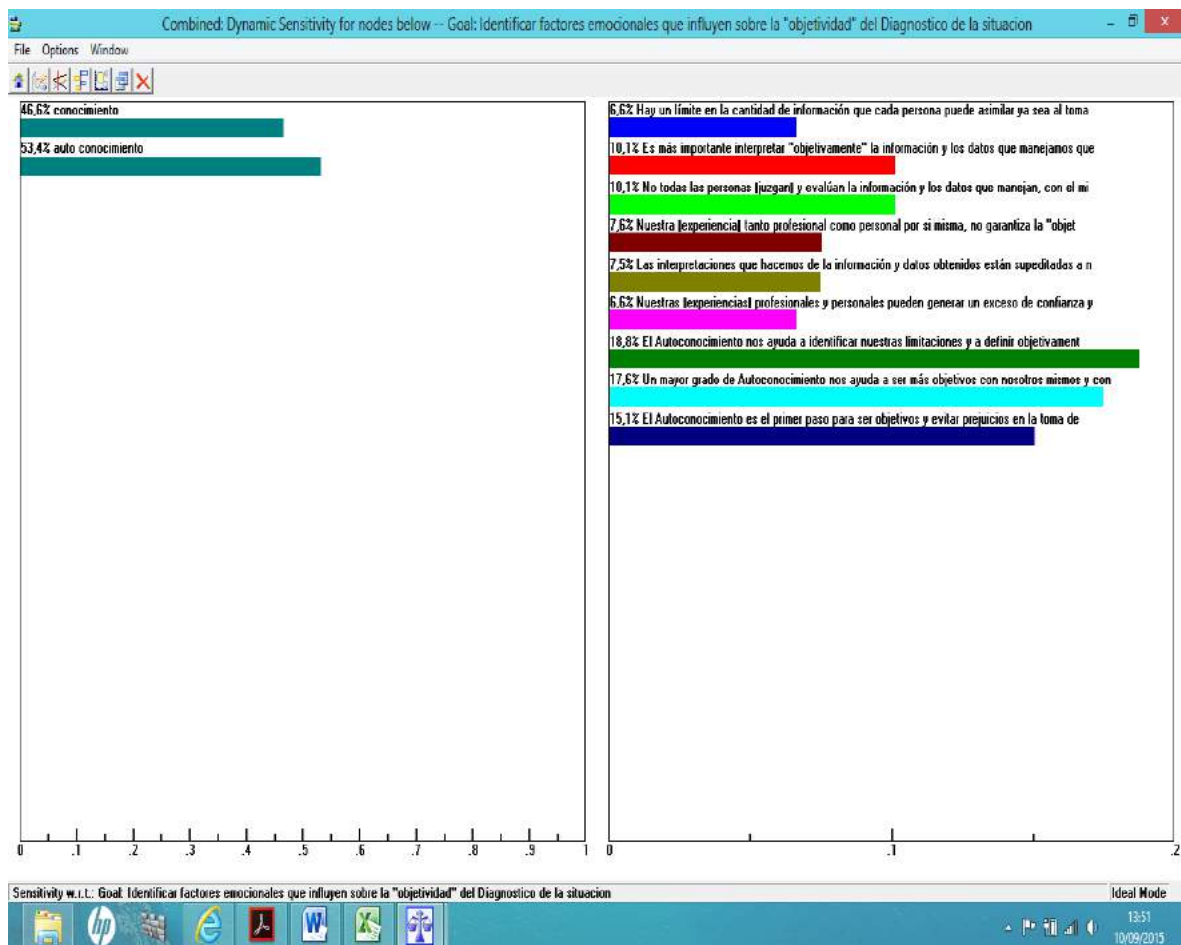 Combined: Dynamic Sensitivity for nodes below -- Goal: Identificar factores emocionales que influyen sobre la "objetividad" del Diagnostico de la situacion
File Options Window
46,6% conocimiento
53,4% auto conocimiento
0 .1 .2 .3 .4 .5 .6 .7 .8 .9 1
6,6% Hay un límite en la cantidad de información que cada persona puede asimilar ya sea al toma
10,1% Es más importante interpretar "objetivamente" la información y los datos que manejamos que
10,1% No todas las personas [juzgan] y evalúan la información y los datos que manejan, con el mi
7,6% Nuestra [experiencia] tanto profesional como personal por si misma, no garantiza la "objet
7,5% Las interpretaciones que hacemos de la información y datos obtenidos están supeditadas a n
6,6% Nuestras [experiencias] profesionales y personales pueden generar un exceso de confianza y
18,8% El Autoconocimiento nos ayuda a identificar nuestras limitaciones y a definir objetivament
17,6% Un mayor grado de Autoconocimiento nos ayuda a ser más objetivos con nosotros mismos y con
15,1% El Autoconocimiento es el primer paso para ser objetivos y evitar prejuicios en la toma de
0 .1 .2
Sensitivity w.r.t.: Goal: Identificar factores emocionales que influyen sobre la "objetividad" del Diagnostico de la situacion
Ideal Mode
hp
13:51
10/09/2015